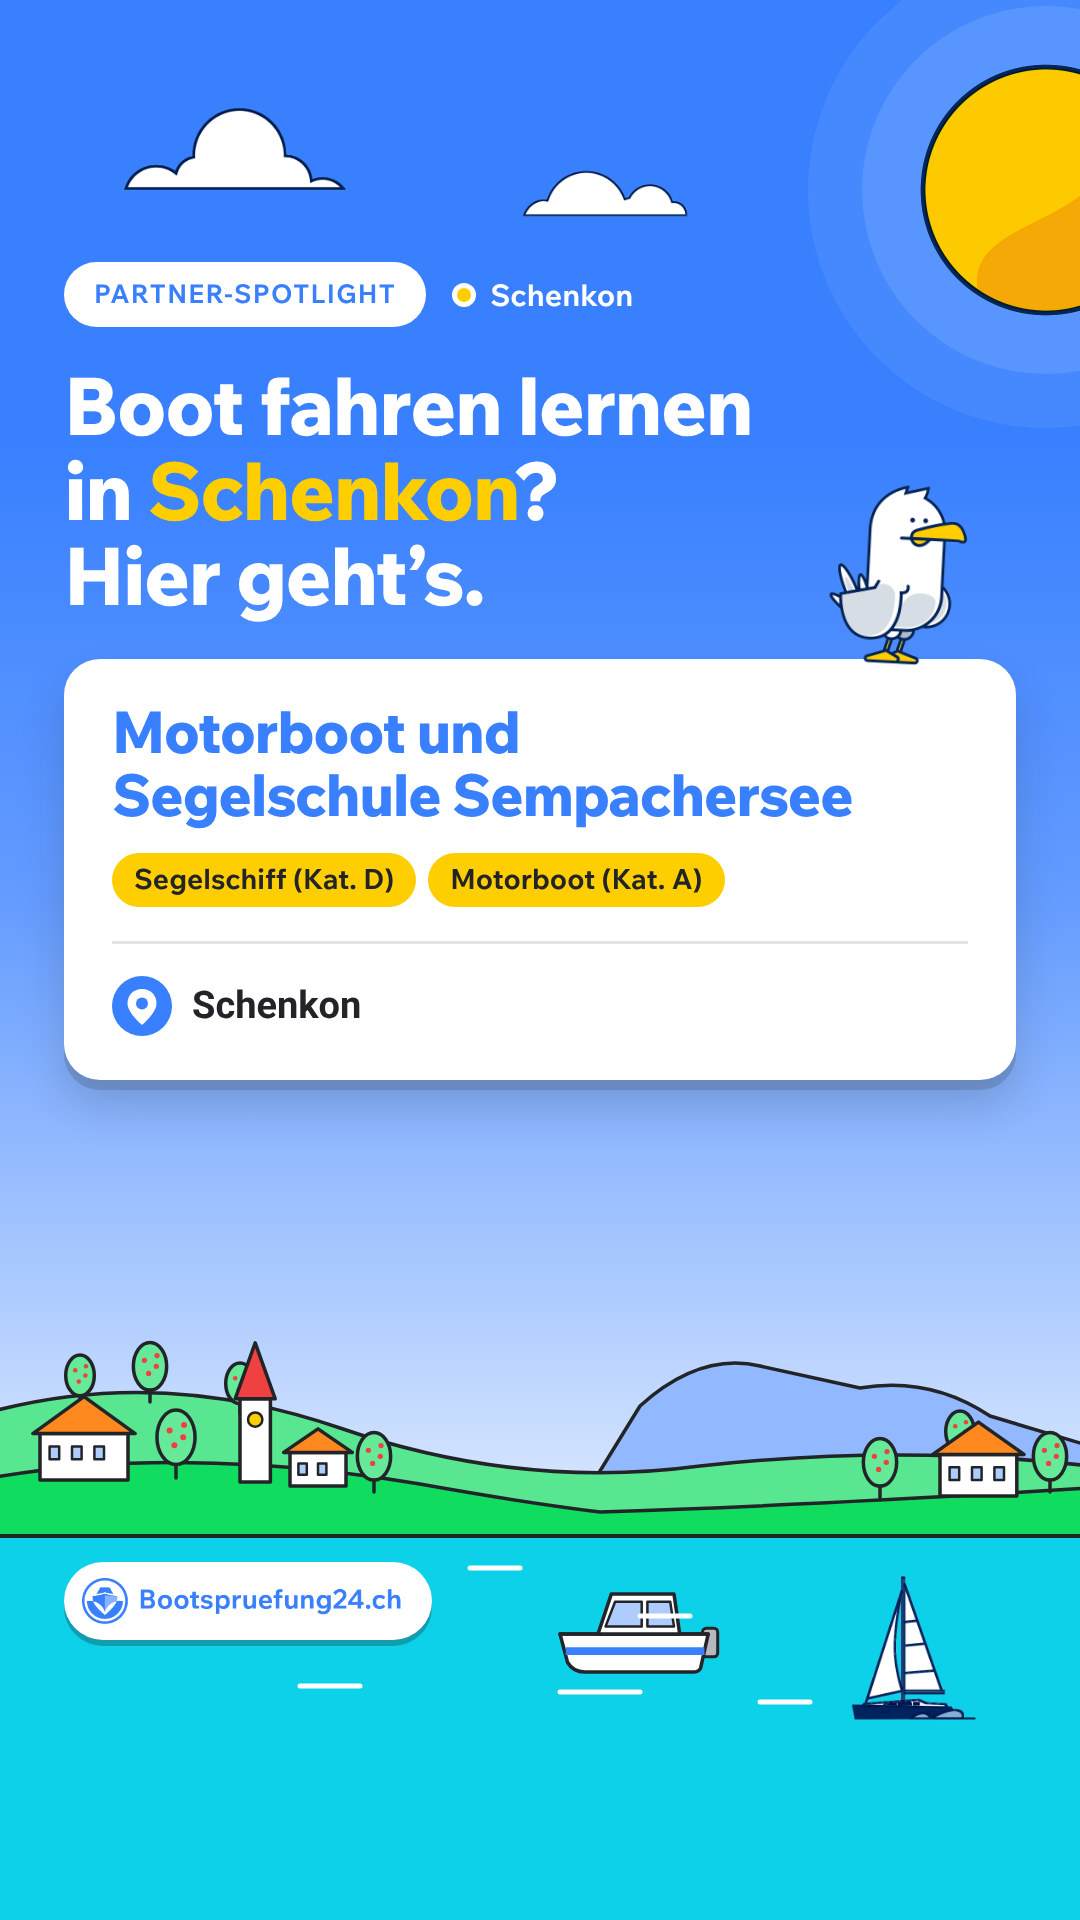 PARTNER-SPOTLIGHT
Schenkon
Boot fahren lernen
in Schenkon?
Hier geht’s.
Motorboot und
Segelschule Sempachersee
Segelschiff (Kat. D)
Motorboot (Kat. A)
Schenkon
Bootspruefung24.ch